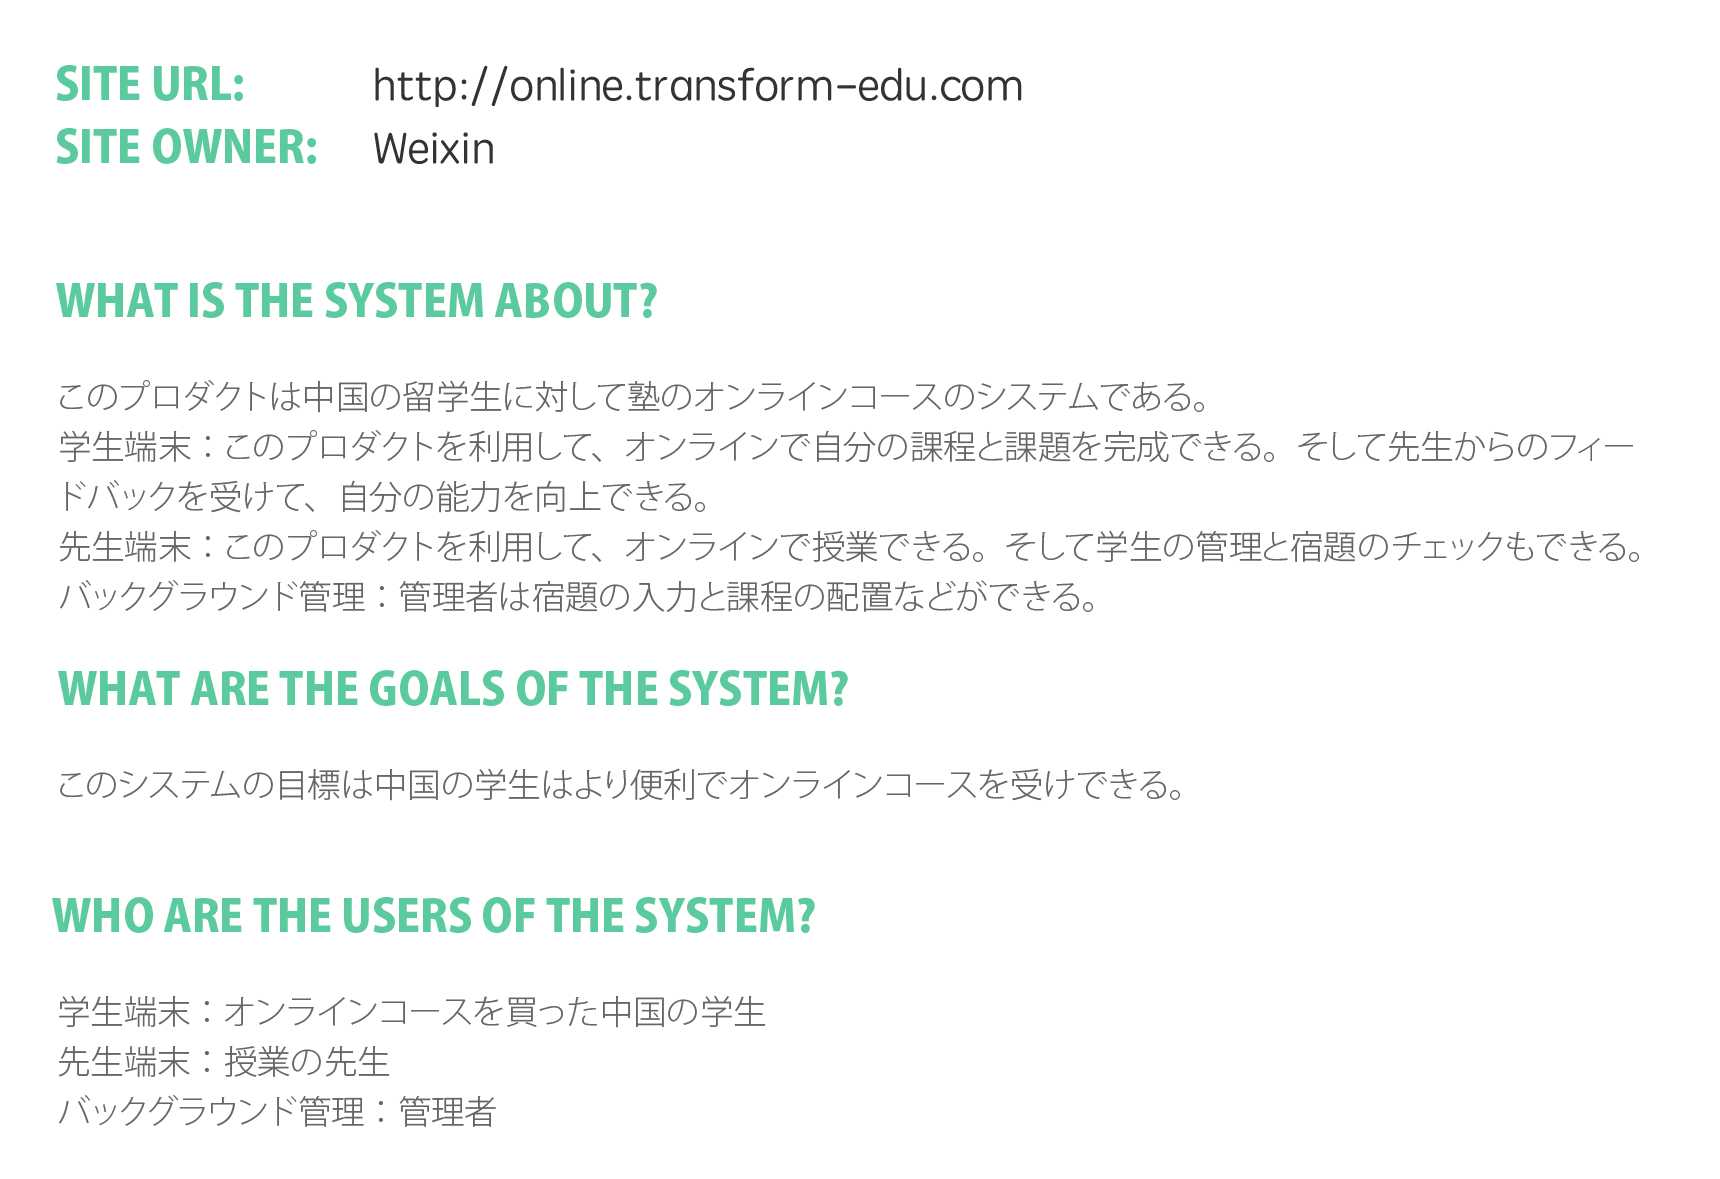 SITE URL: http://online.transform-edu.com
SITE OWNER: Weixin
WHAT IS THE SYSTEM ABOUT?
このプロダクトは中国の留学生に対して塾のオンラインコースのシステムである。
学生端末：このプロダクトを利用して、オンラインで自分の課程と課題を完成できる。そして先生からのフィー
ドバックを受けて、自分の能力を向上できる。
先生端末：このプロダクトを利用して、オンラインで授業できる。そして学生の管理と宿題のチェックもできる。
バックグラウンド管理：管理者は宿題の入力と課程の配置などができる。
WHAT ARE THE GOALS OF THE SYSTEM?
このシステムの目標は中国の学生はより便利でオンラインコースを受けできる。
WHO ARE THE USERS OF THE SYSTEM?
学生端末：オンラインコースを買った中国の学生
先生端末：授業の先生
バックグラウンド管理：管理者